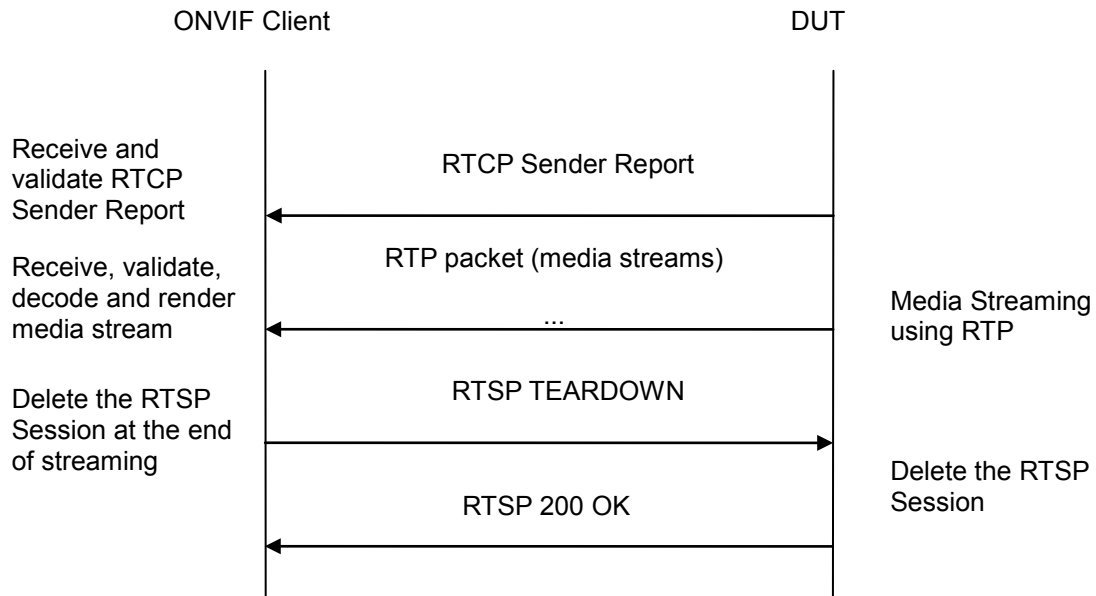 ONVIF Client
DUT
Receive and
validate RTCP
Sender Report
RTCP Sender Report
Receive, validate,
decode and render
media stream
RTP packet (media streams)
...
Media Streaming
using RTP
Delete the RTSP
Session at the end
of streaming
RTSP TEARDOWN
Delete the RTSP
Session
RTSP 200 OK